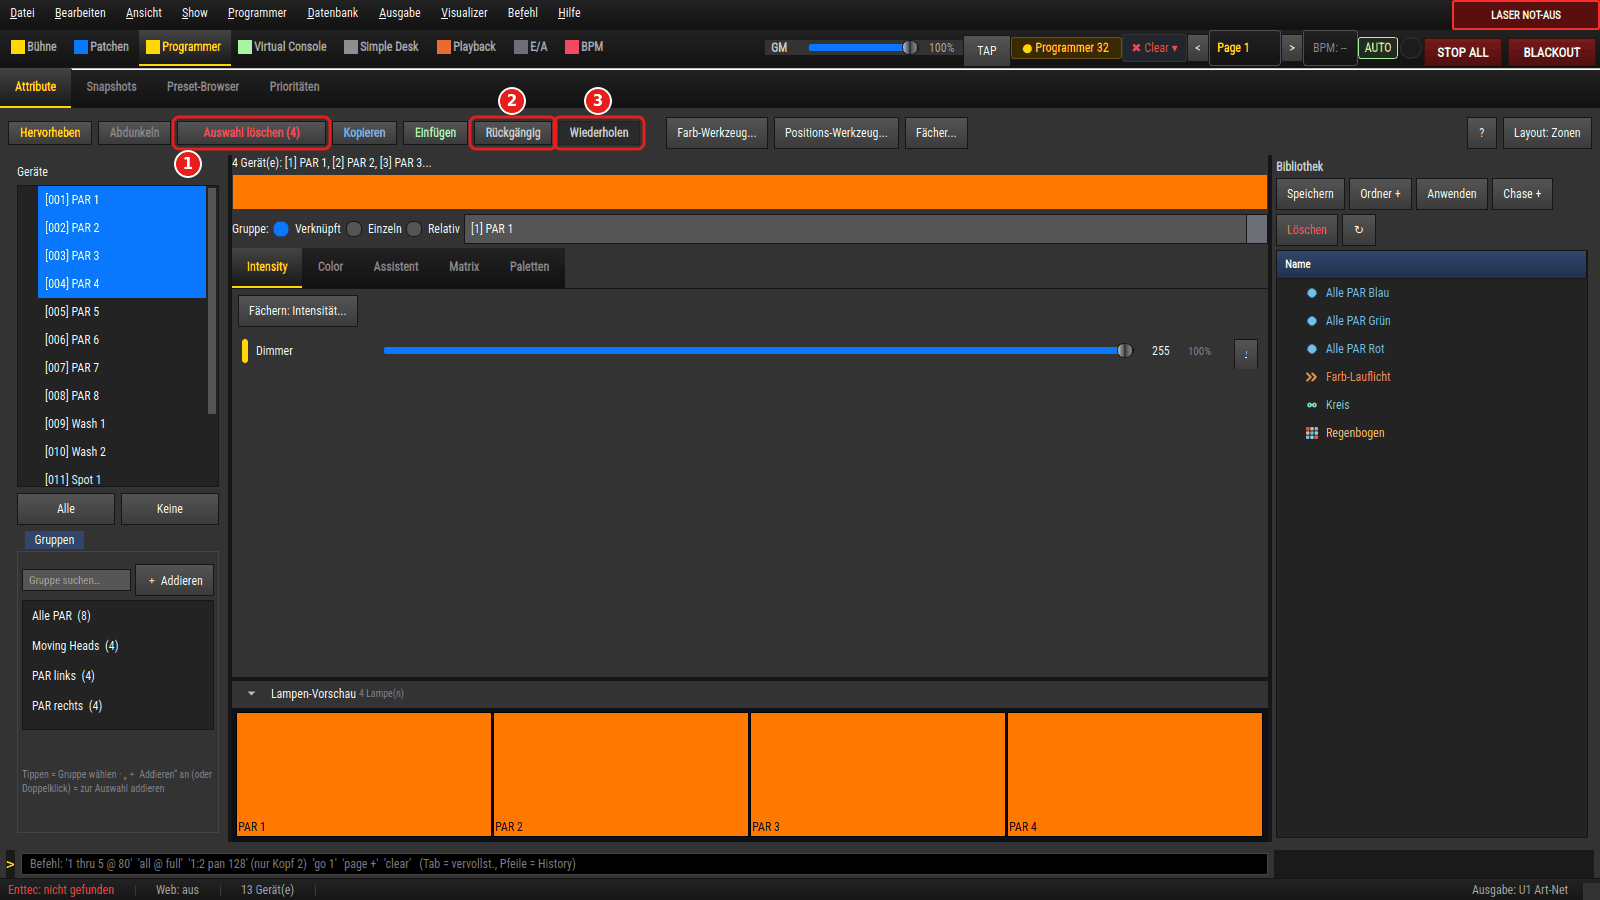 Datei Bearbeiten Ansicht Show Programmer Datenbank Ausgabe Visualizer Befehl Hilfe
LASER NOT-AUS
Bühne Patchen Programmer Virtual Console Simple Desk Playback E/A BPM
GM 100% TAP Programmer 32 Clear < Page 1 > BPM: -- AUTO STOP ALL BLACKOUT
Attribute Snapshots Preset-Browser Prioritäten
2 3
Hervorheben Abdunkeln Auswahl löschen (4) Kopieren Einfügen Rückgängig Wiederholen Farb-Werkzeug... Positions-Werkzeug... Fächer... ? Layout: Zonen
1
Geräte
4 Gerät(e): [1] PAR 1, [2] PAR 2, [3] PAR 3...
Bibliothek
[001] PAR 1
[002] PAR 2
[003] PAR 3
[004] PAR 4
[005] PAR 5
[006] PAR 6
[007] PAR 7
[008] PAR 8
[009] Wash 1
[010] Wash 2
[011] Spot 1
Alle Keine
Gruppen
Gruppe suchen... + Addieren
Alle PAR (8)
Moving Heads (4)
PAR links (4)
PAR rechts (4)
Tippen = Gruppe wählen · „ + Addieren“ an (oder
Doppelklick) = zur Auswahl addieren
Gruppe: Verknüpft Einzeln Relativ [1] PAR 1
Intensity Color Assistent Matrix Paletten
Fächern: Intensität...
Dimmer 255 100% :
Lampen-Vorschau 4 Lampe(n)
PAR 1 PAR 2 PAR 3 PAR 4
Speichern Ordner + Anwenden Chase +
Löschen ↻
Name
Alle PAR Blau
Alle PAR Grün
Alle PAR Rot
Farb-Lauflicht
Kreis
Regenbogen
> Befehl: '1 thru 5 @ 80' 'all @ full' '1:2 pan 128' (nur Kopf 2) 'go 1' 'page +' 'clear' (Tab = vervollst., Pfeile = History)
Enttec: nicht gefunden Web: aus 13 Gerät(e) Ausgabe: U1 Art-Net